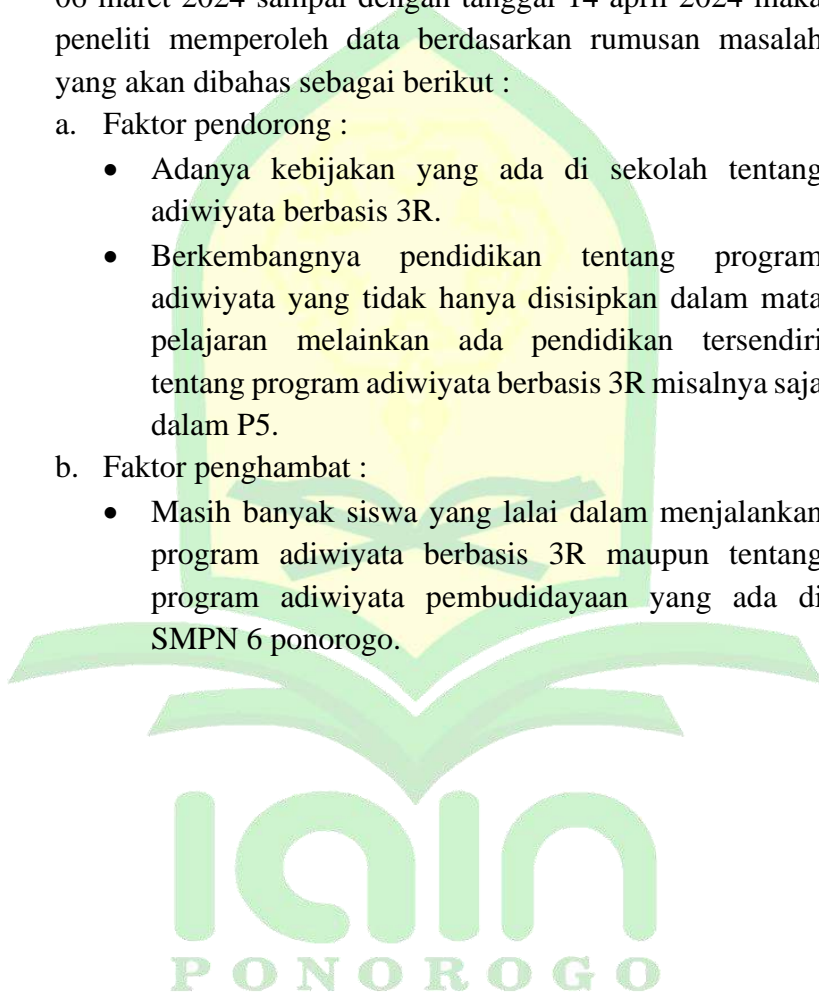 06 maret 2024 sampai dengan tanggal 14 april 2024 maka
peneliti memperoleh data berdasarkan rumusan masalah
yang akan dibahas sebagai berikut :
a. Faktor pendorong :
• Adanya kebijakan yang ada di sekolah tentang
adiwiyata berbasis 3R.
• Berkembangnya pendidikan tentang program
adiwiyata yang tidak hanya disisipkan dalam mata
pelajaran melainkan ada pendidikan tersendiri
tentang program adiwiyata berbasis 3R misalnya saja
dalam P5.
b. Faktor penghambat :
• Masih banyak siswa yang lalai dalam menjalankan
program adiwiyata berbasis 3R maupun tentang
program adiwiyata pembudidayaan yang ada di
SMPN 6 ponorogo.
IAIN
PONOROGO